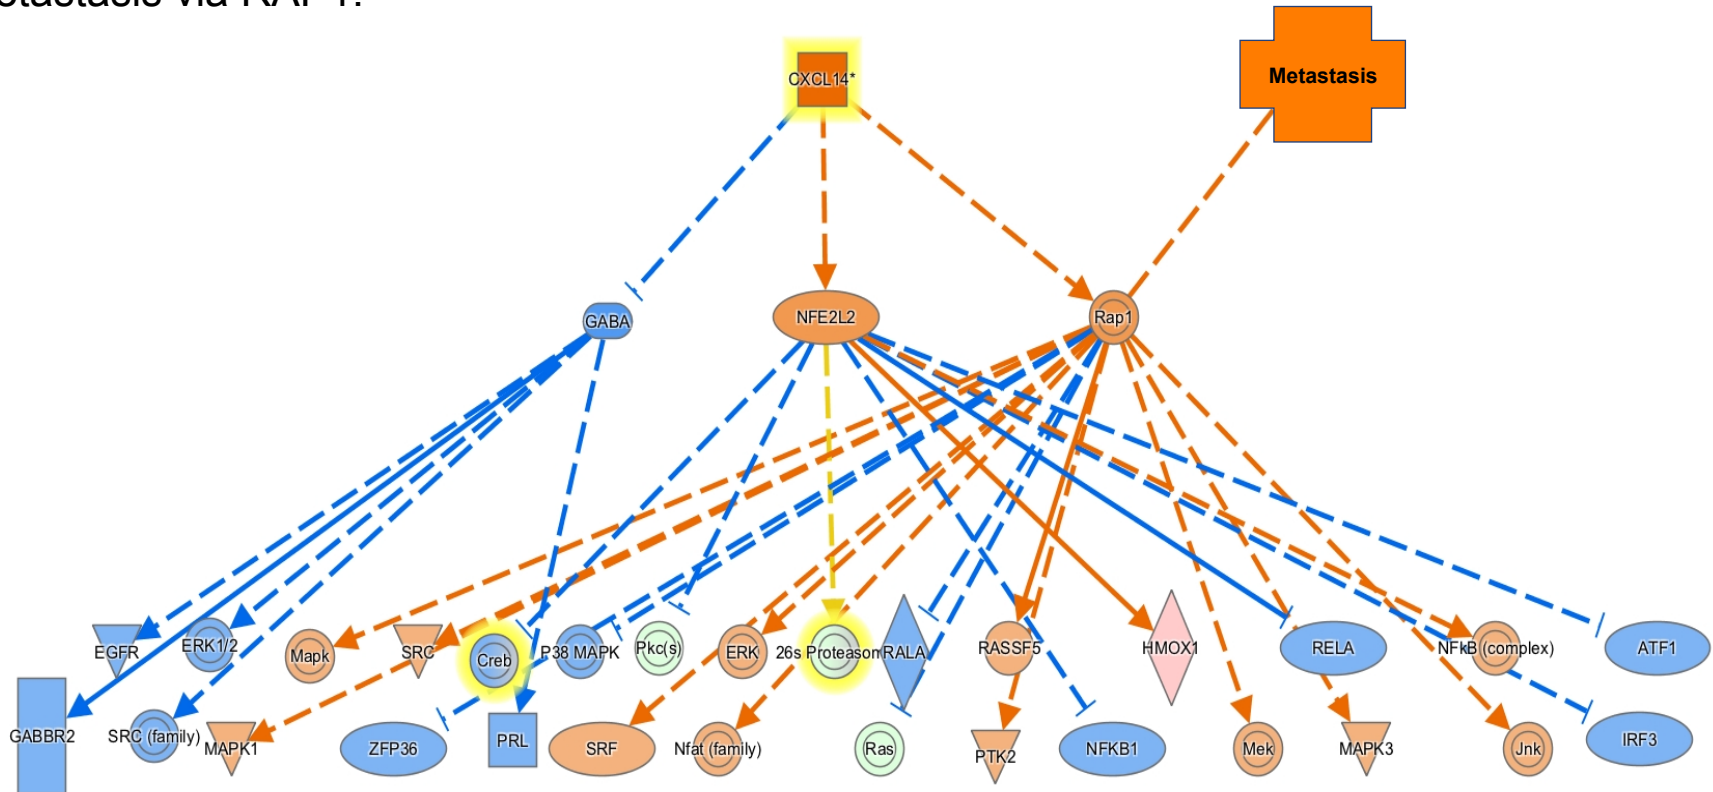 Metastasis
CXCL14*
GABA
NFE2L2
Rap1
EGFR
ERK1/2
Mapk
SRC
Creb
P38 MAPK
Pkc(s)
ERK
26s Proteasom
RALA
RASSF5
HMOX1
RELA
NFkB (complex)
ATF1
GABBR2
SRC (family)
MAPK1
ZFP36
PRL
SRF
Nfat (family)
Ras
PTK2
NFKB1
Mek
MAPK3
Jnk
IRF3